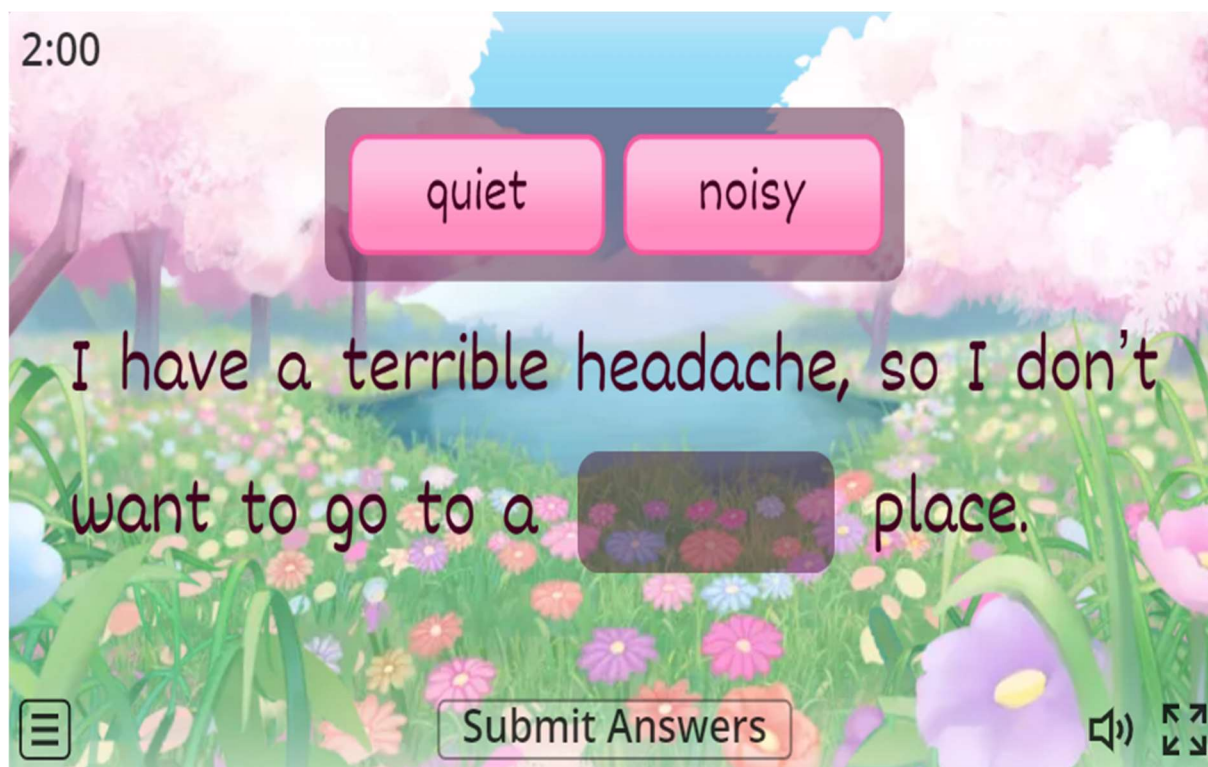 2:00
quiet noisy
I have a terrible headache, so I don't
want to go to a place.
Submit Answers